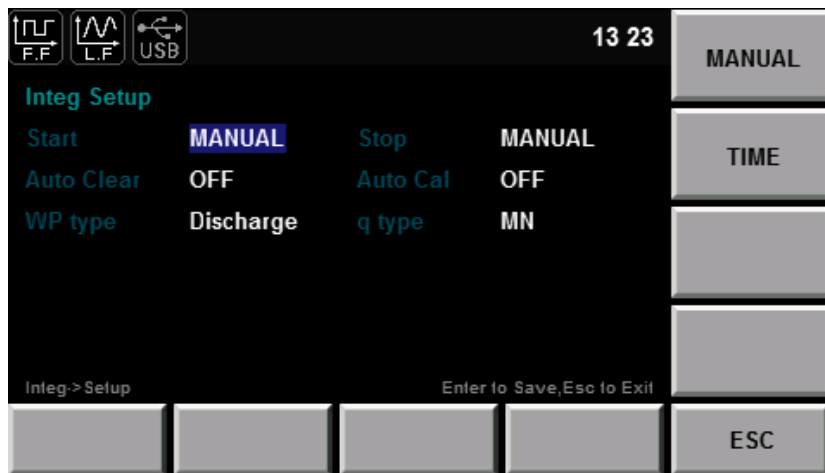 F.F L.F USB 13 23
MANUAL
Integ Setup
Start MANUAL Stop MANUAL
TIME
Auto Clear OFF Auto Cal OFF
WP type Discharge q type MN
Integ->Setup Enter to Save,Esc to Exit
ESC